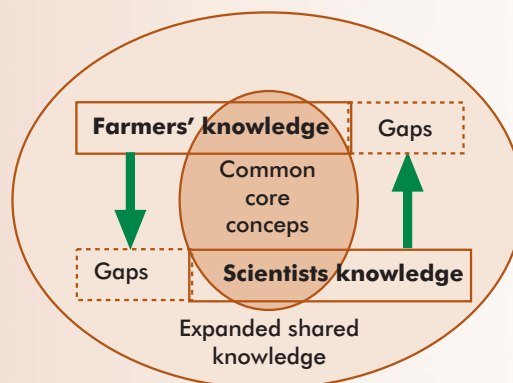 Farmers' knowledge
Gaps
Common
core
conceps
Gaps
Scientists knowledge
Expanded shared
knowledge